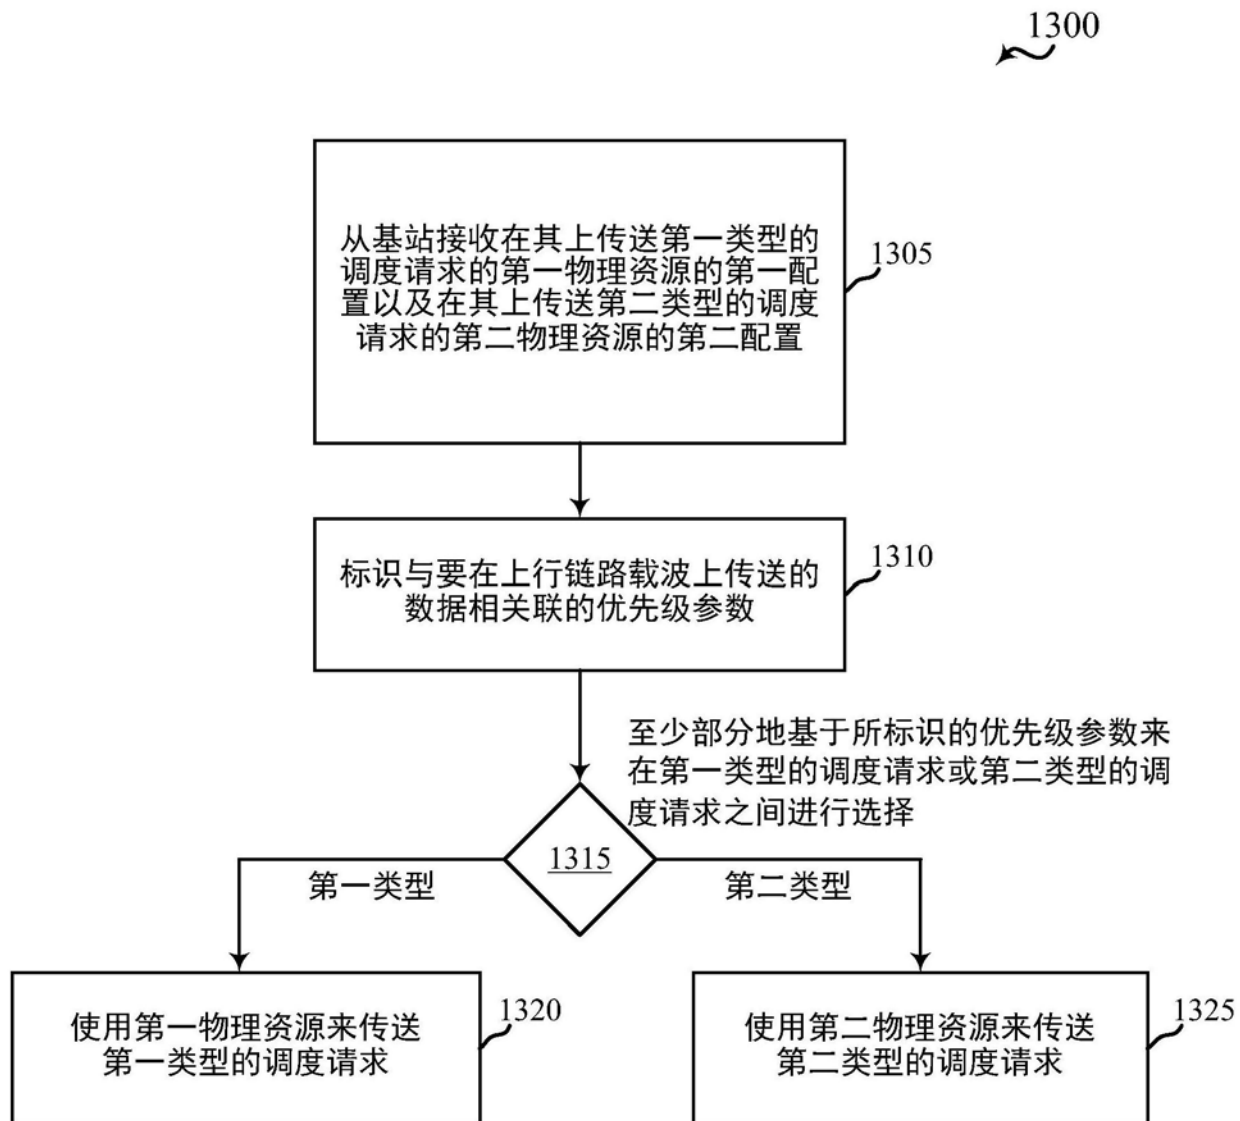 1300
从基站接收在其上传送第一类型的
调度请求的第一物理资源的第一配
置以及在其上传送第二类型的调度
请求的第二物理资源的第二配置
1305
标识与要在上行链路载波上传送的
数据相关联的优先级参数
1310
至少部分地基于所标识的优先级参数来
在第一类型的调度请求或第二类型的调
度请求之间进行选择
1315
第一类型
第二类型
使用第一物理资源来传送
第一类型的调度请求
1320
使用第二物理资源来传送
第二类型的调度请求
1325